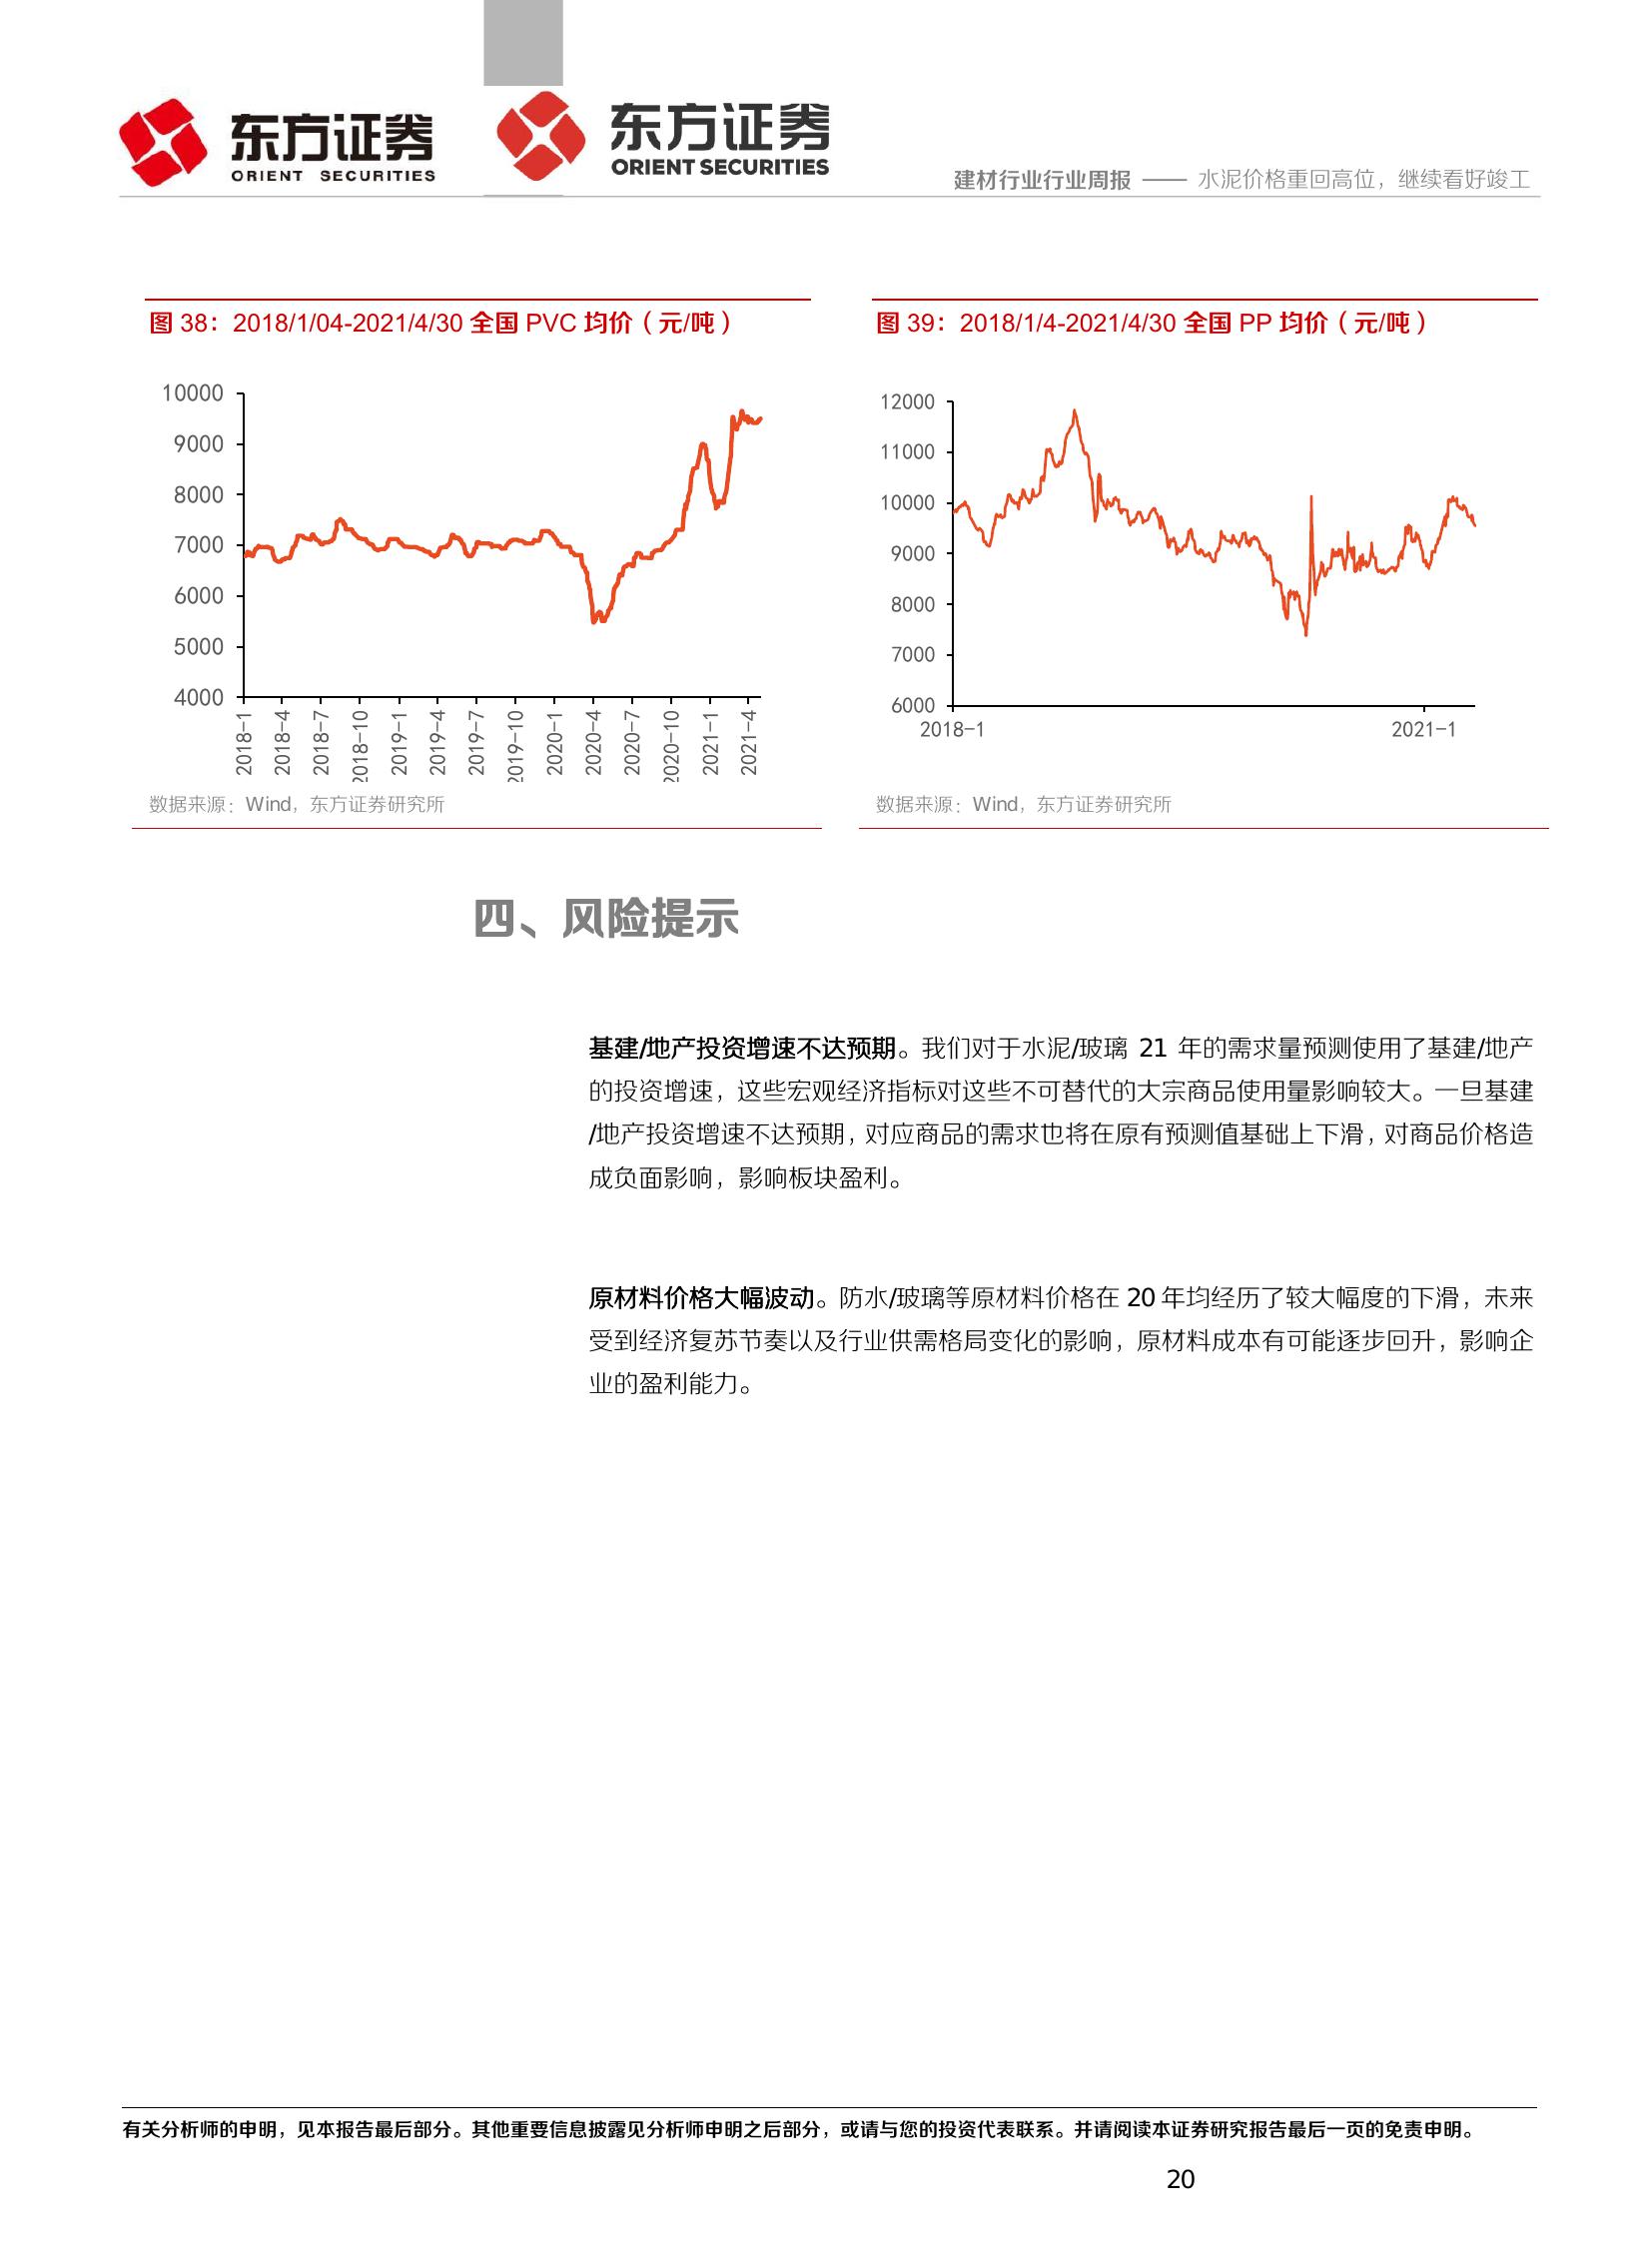 东方证券
ORIENT SECURITIES
东方证券
ORIENT SECURITIES
建材行业行业周报 —— 水泥价格重回高位，继续看好竣工
图 38：2018/1/04-2021/4/30 全国 PVC 均价（元/吨）
10000
9000
8000
7000
6000
5000
4000
2018-1
2018-4
2018-7
2018-10
2019-1
2019-4
2019-7
2019-10
2020-1
2020-4
2020-7
2020-10
2021-1
2021-4
数据来源：Wind，东方证券研究所
图 39：2018/1/4-2021/4/30 全国 PP 均价（元/吨）
12000
11000
10000
9000
8000
7000
6000
2018-1
2021-1
数据来源：Wind，东方证券研究所
四、风险提示
基建/地产投资增速不达预期。我们对于水泥/玻璃 21 年的需求量预测使用了基建/地产
的投资增速，这些宏观经济指标对这些不可替代的大宗商品使用量影响较大。一旦基建
/地产投资增速不达预期，对应商品的需求也将在原有预测值基础上下滑，对商品价格造
成负面影响，影响板块盈利。
原材料价格大幅波动。防水/玻璃等原材料价格在 20 年均经历了较大幅度的下滑，未来
受到经济复苏节奏以及行业供需格局变化的影响，原材料成本有可能逐步回升，影响企
业的盈利能力。
有关分析师的申明，见本报告最后部分。其他重要信息披露见分析师申明之后部分，或请与您的投资代表联系。并请阅读本证券研究报告最后一页的免责申明。
20